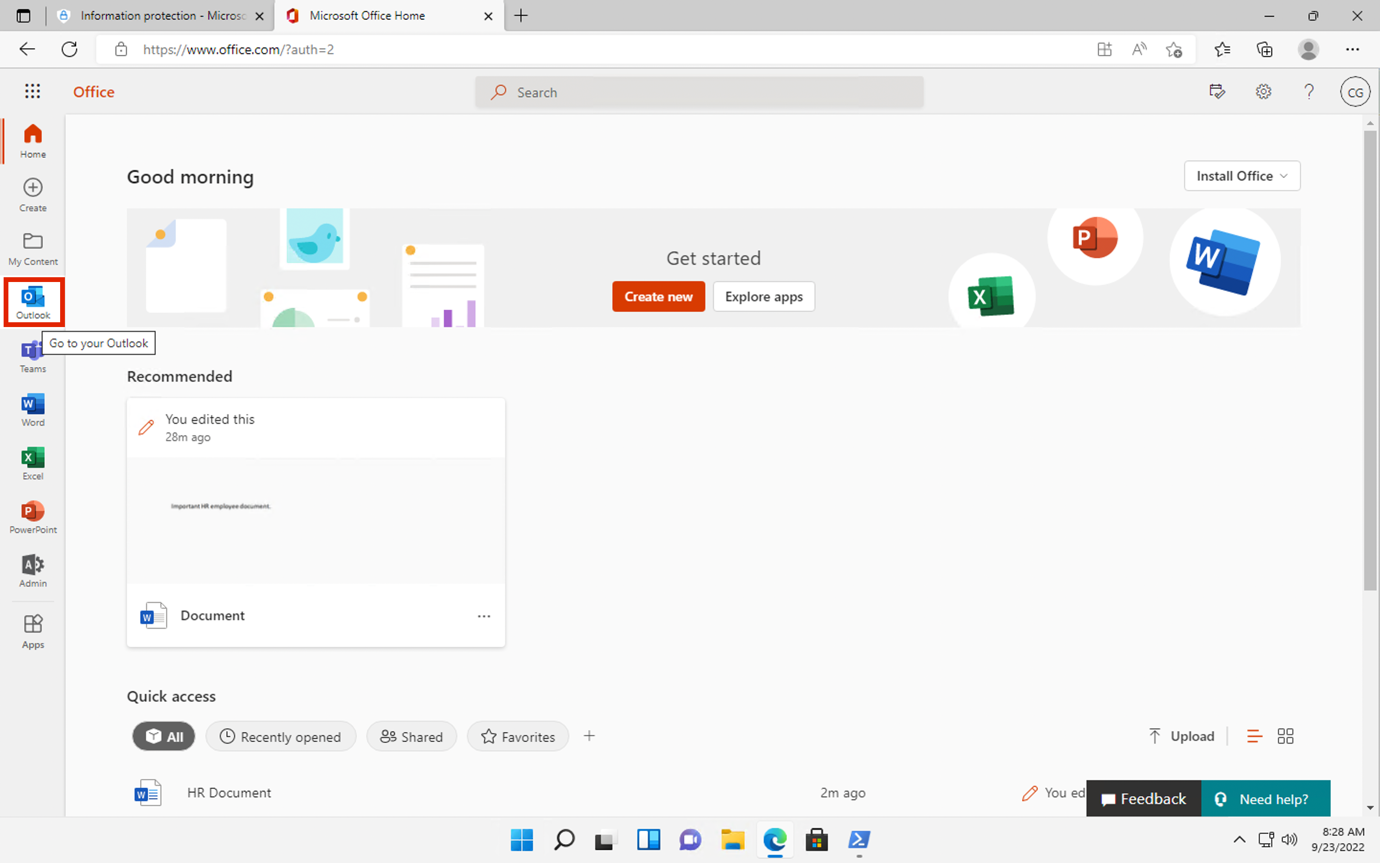 Information protection - Microsc
Microsoft Office Home
https://www.office.com/?auth=2
Office
Search
CG
Home
Create
My Content
Outlook
Go to your Outlook
Teams
Word
Excel
PowerPoint
Admin
Apps
Good morning
Install Office
Get started
Create new
Explore apps
Recommended
You edited this
28m ago
Important HR employee document.
Document
Quick access
All
Recently opened
Shared
Favorites
Upload
HR Document
2m ago
You ed
Feedback
Need help?
8:28 AM
9/23/2022